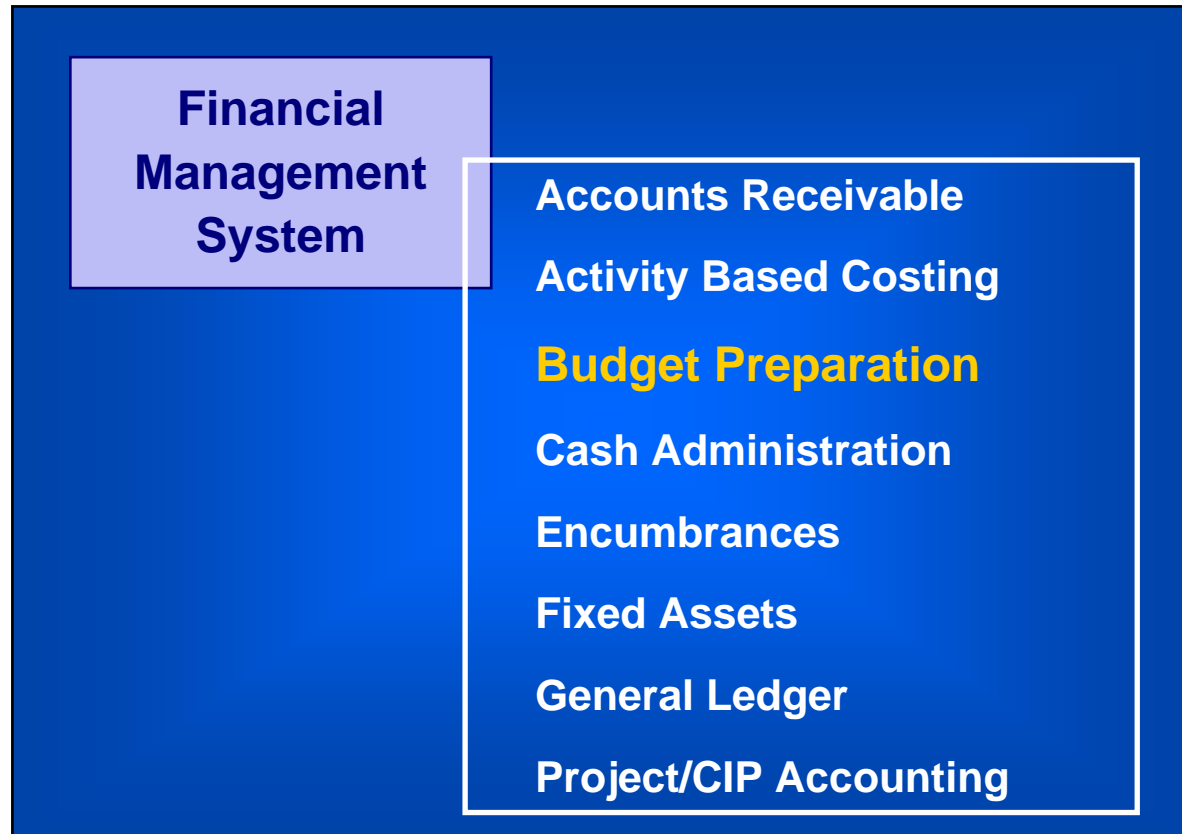 Financial
Management
System
Accounts Receivable
Activity Based Costing
Budget Preparation
Cash Administration
Encumbrances
Fixed Assets
General Ledger
Project/CIP Accounting